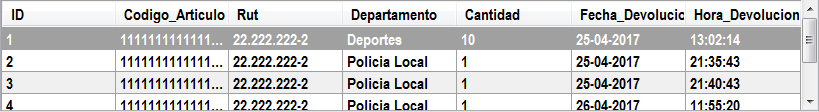 ID Codigo_Articulo Rut Departamento Cantidad Fecha_Devolucio Hora_Devolucion
1 1111111111111... 22.222.222-2 Deportes 10 25-04-2017 13:02:14
2 1111111111111... 22.222.222-2 Policia Local 1 25-04-2017 21:35:43
3 1111111111111... 22.222.222-2 Policia Local 1 25-04-2017 21:40:43
4 1111111111111... 22.222.222-2 Policia Local 1 26-04-2017 11:55:20